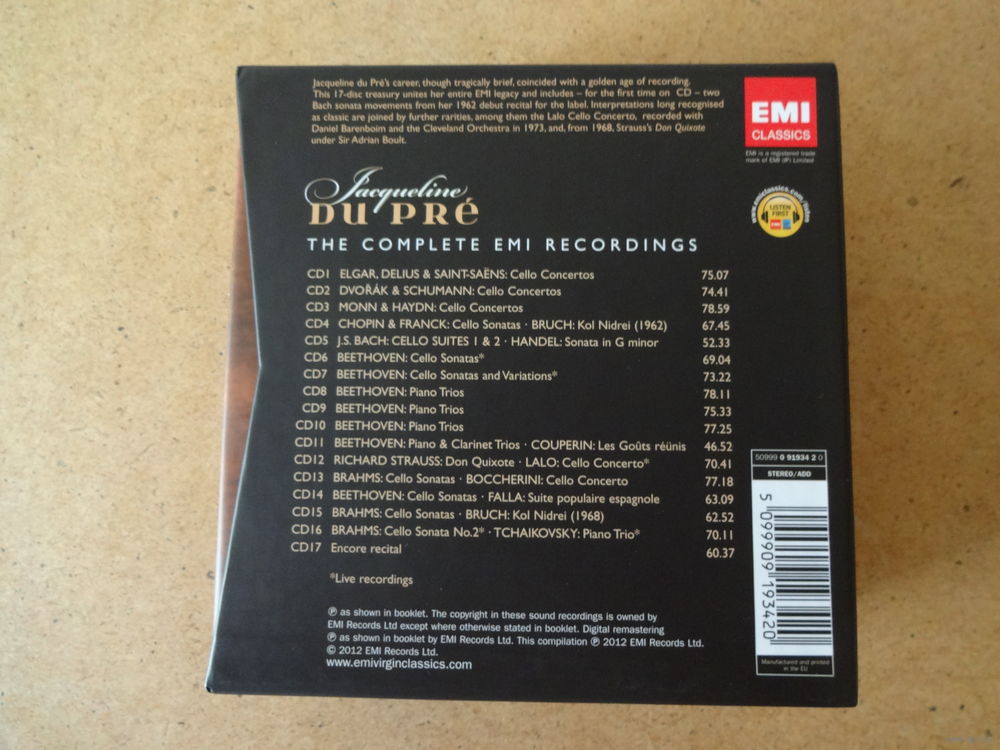 Jacqueline du Pré's career, though tragically brief, coincided with a golden age of recording.
This 17-disc treasury unites her entire EMI legacy and includes – for the first time on CD – two
Bach sonata movements from her 1962 debut recital for the label. Interpretations long recognised
as classic are joined by further rarities, among them the Lalo Cello Concerto, recorded with
Daniel Barenboim and the Cleveland Orchestra in 1973, and, from 1968, Strauss's Don Quixote
under Sir Adrian Boult.
EMI
CLASSICS
EMI is a registered trade
mark of EMI (IP) Limited
www.emiclassics.com/listen
LISTEN
FIRST
EMI
Jacqueline
DU PRé
THE COMPLETE EMI RECORDINGS
CD1 ELGAR, DELIUS & SAINT-SAËNS: Cello Concertos 75.07
CD2 DVOŘÁK & SCHUMANN: Cello Concertos 74.41
CD3 MONN & HAYDN: Cello Concertos 78.59
CD4 CHOPIN & FRANCK: Cello Sonatas · BRUCH: Kol Nidrei (1962) 67.45
CD5 J.S. BACH: CELLO SUITES 1 & 2 · HANDEL: Sonata in G minor 52.33
CD6 BEETHOVEN: Cello Sonatas* 69.04
CD7 BEETHOVEN: Cello Sonatas and Variations* 73.22
CD8 BEETHOVEN: Piano Trios 78.11
CD9 BEETHOVEN: Piano Trios 75.33
CD10 BEETHOVEN: Piano Trios 77.25
CD11 BEETHOVEN: Piano & Clarinet Trios · COUPERIN: Les Goûts réünis 46.52
CD12 RICHARD STRAUSS: Don Quixote · LALO: Cello Concerto* 70.41
CD13 BRAHMS: Cello Sonatas · BOCCHERINI: Cello Concerto 77.18
CD14 BEETHOVEN: Cello Sonatas · FALLA: Suite populaire espagnole 63.09
CD15 BRAHMS: Cello Sonatas · BRUCH: Kol Nidrei (1968) 62.52
CD16 BRAHMS: Cello Sonata No.2* · TCHAIKOVSKY: Piano Trio* 70.11
CD17 Encore recital 60.37
*Live recordings
℗ as shown in booklet. The copyright in these sound recordings is owned by
EMI Records Ltd except where otherwise stated in booklet. Digital remastering
℗ as shown in booklet by EMI Records Ltd. This compilation ℗ 2012 EMI Records Ltd.
© 2012 EMI Records Ltd.
www.emivirginclassics.com
50999 0 91934 2 0
STEREO/ADD
5 099909 193420
Manufactured and printed
in the EU